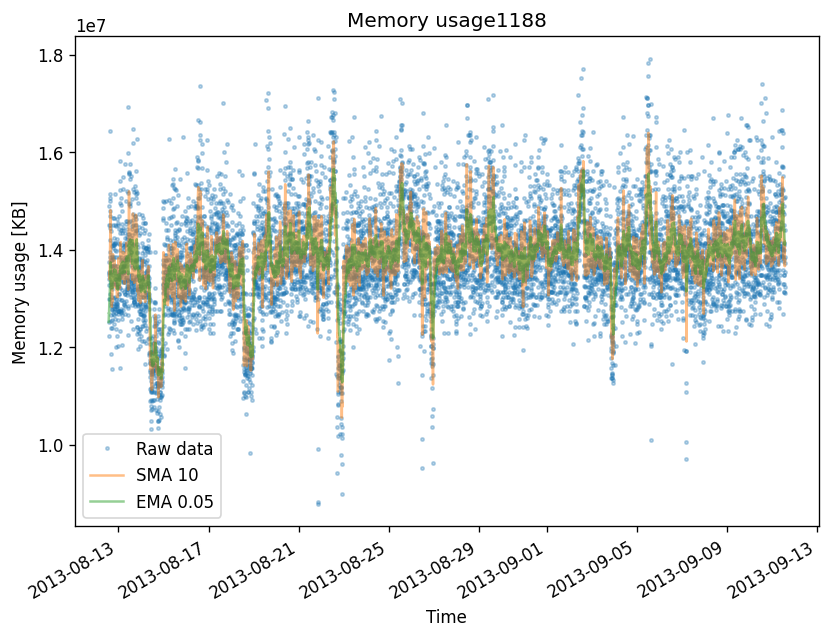 Memory usage1188
1e7
1.8
1.6
1.4
1.2
1.0
Memory usage [KB]
Raw data
SMA 10
EMA 0.05
2013-08-13
2013-08-17
2013-08-21
2013-08-25
2013-08-29
2013-09-01
2013-09-05
2013-09-09
2013-09-13
Time